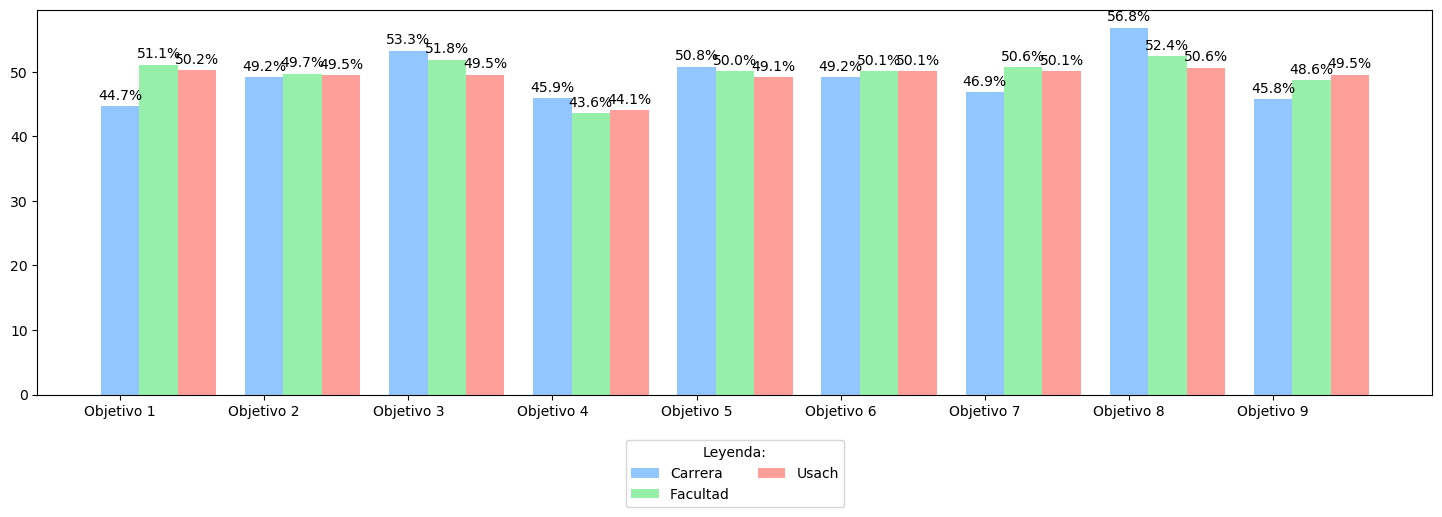 44.7% 51.1% 50.2% 49.2% 49.7% 49.5% 53.3% 51.8% 49.5% 45.9% 43.6% 44.1% 50.8% 50.0% 49.1% 49.2% 50.1% 50.1% 46.9% 50.6% 50.1% 56.8% 52.4% 50.6% 45.8% 48.6% 49.5%
50
40
30
20
10
0
Objetivo 1 Objetivo 2 Objetivo 3 Objetivo 4 Objetivo 5 Objetivo 6 Objetivo 7 Objetivo 8 Objetivo 9
Leyenda:
Carrera Usach
Facultad